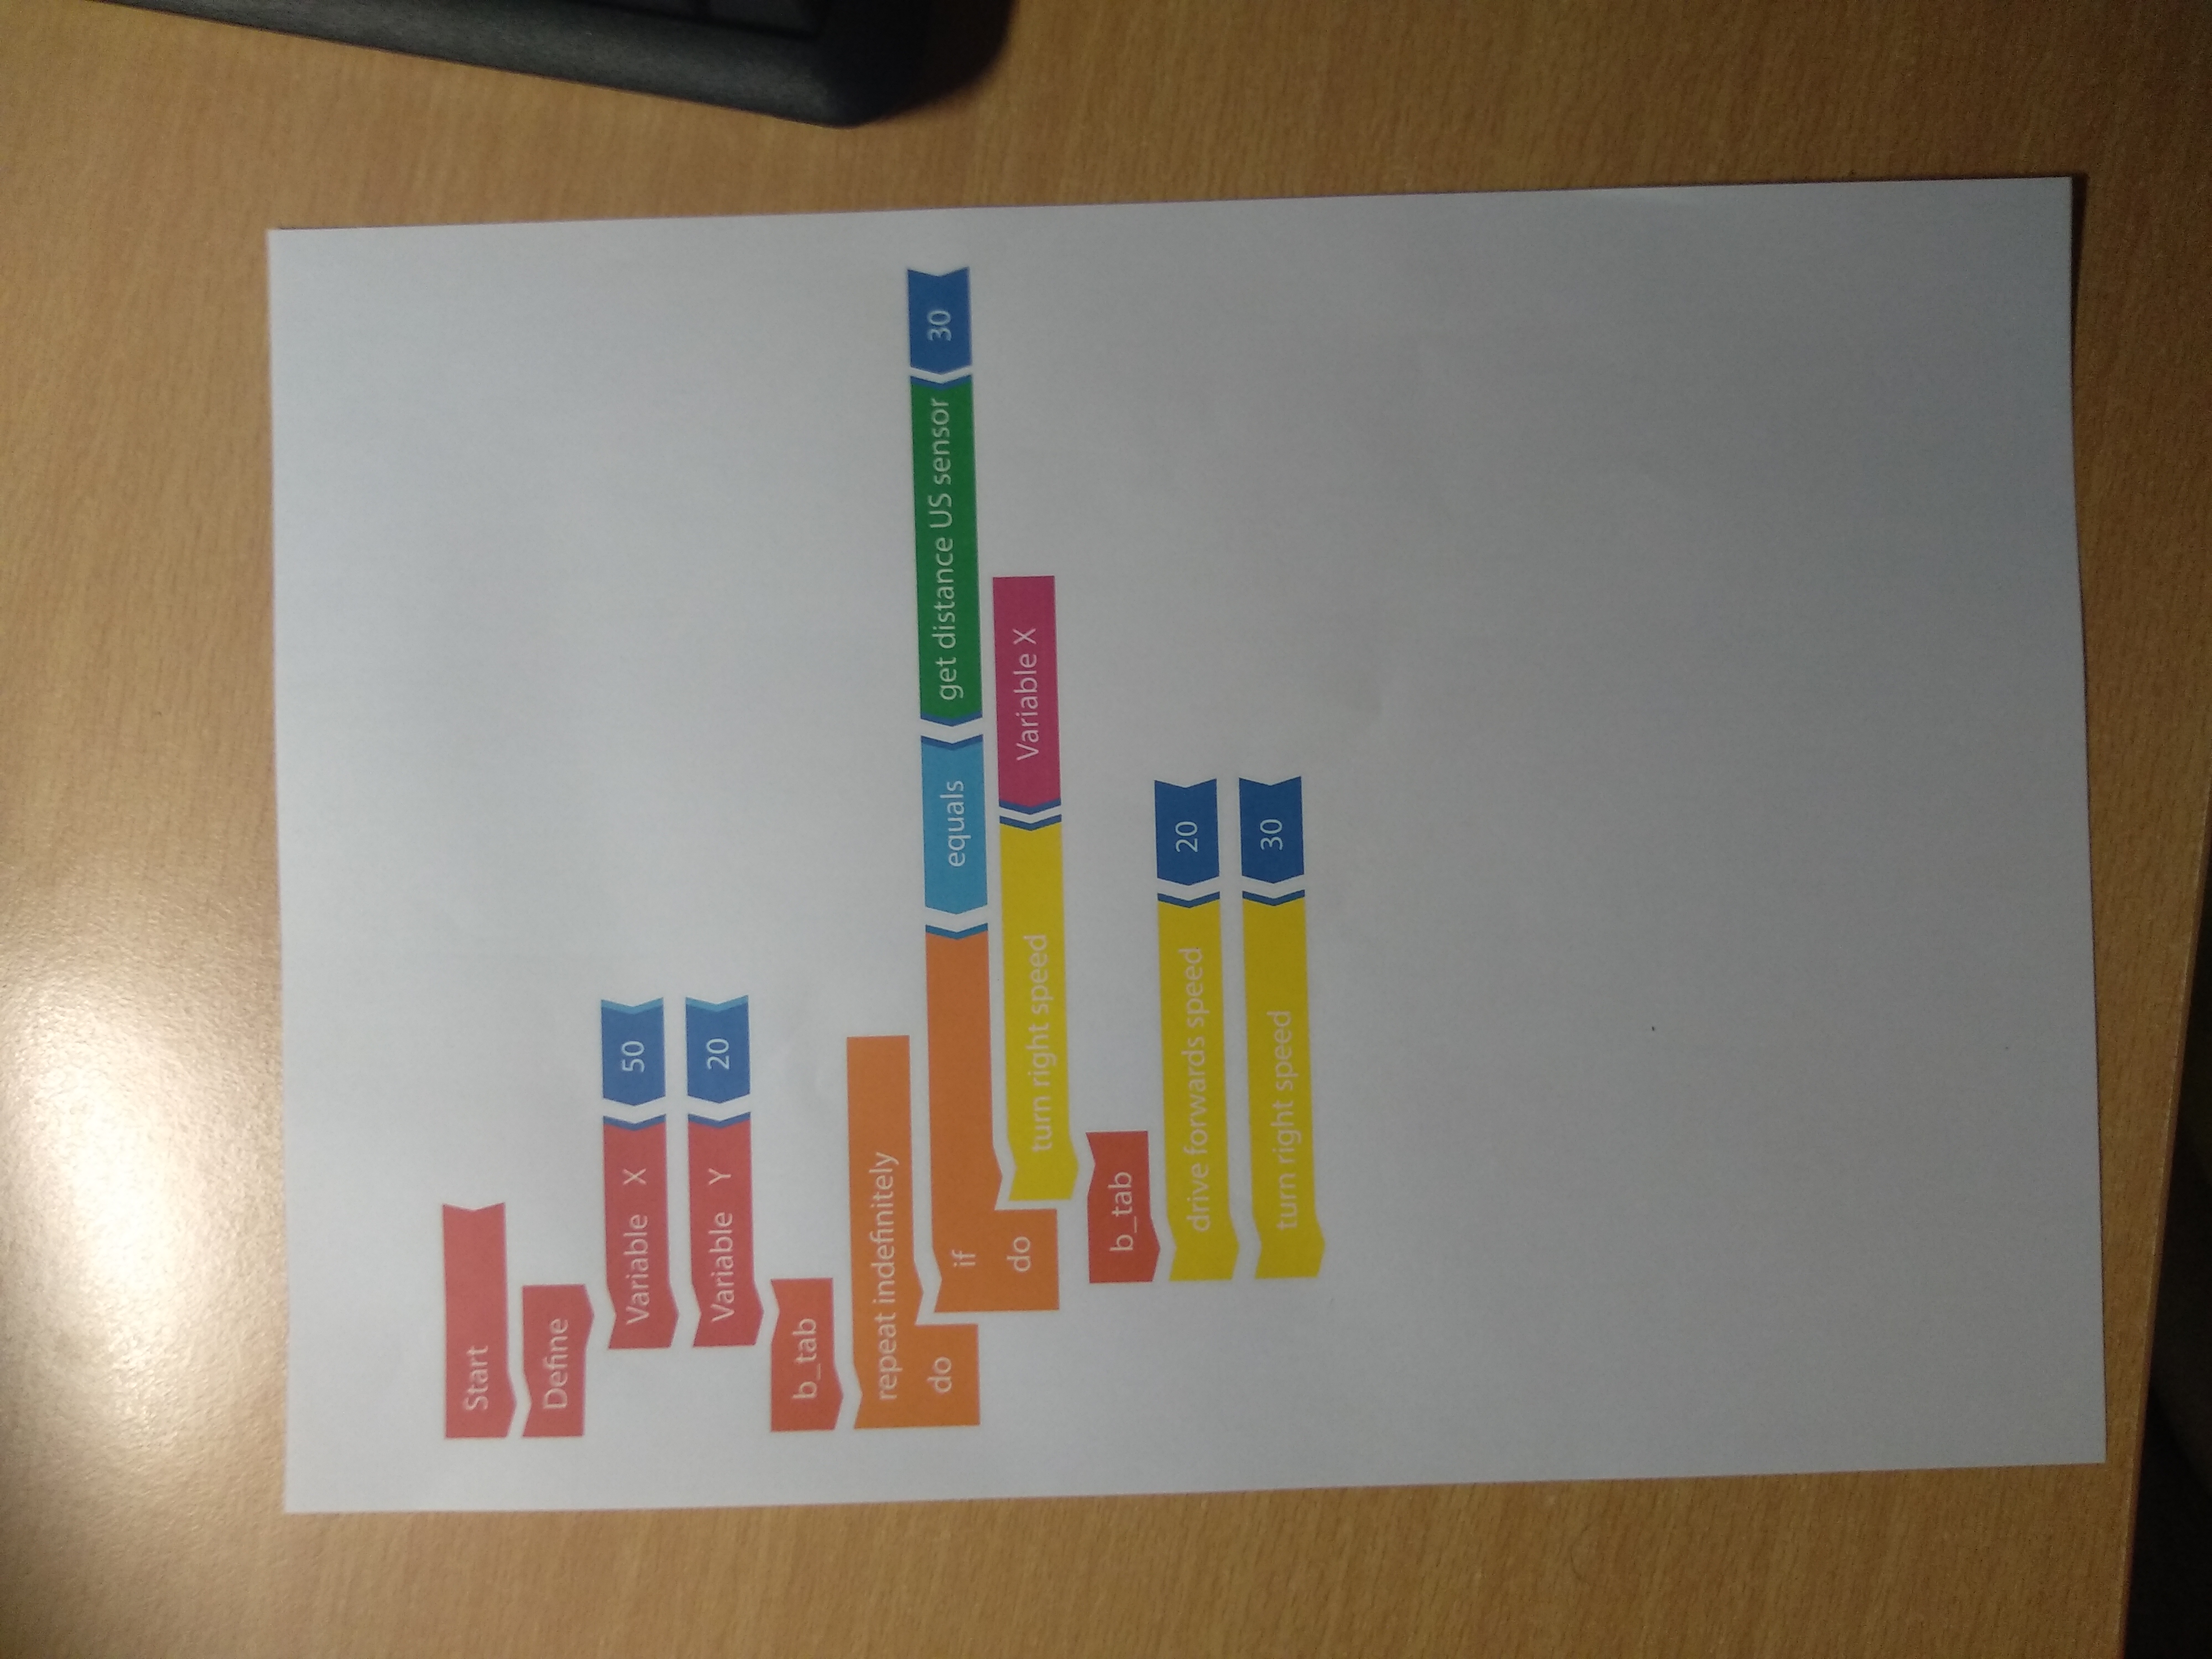 Start
Define
Variable X 50
Variable Y 20
b_tab
repeat indefinitely
do
if equals get distance US sensor 30
do turn right speed Variable X
b_tab
drive forwards speed 20
turn right speed 30